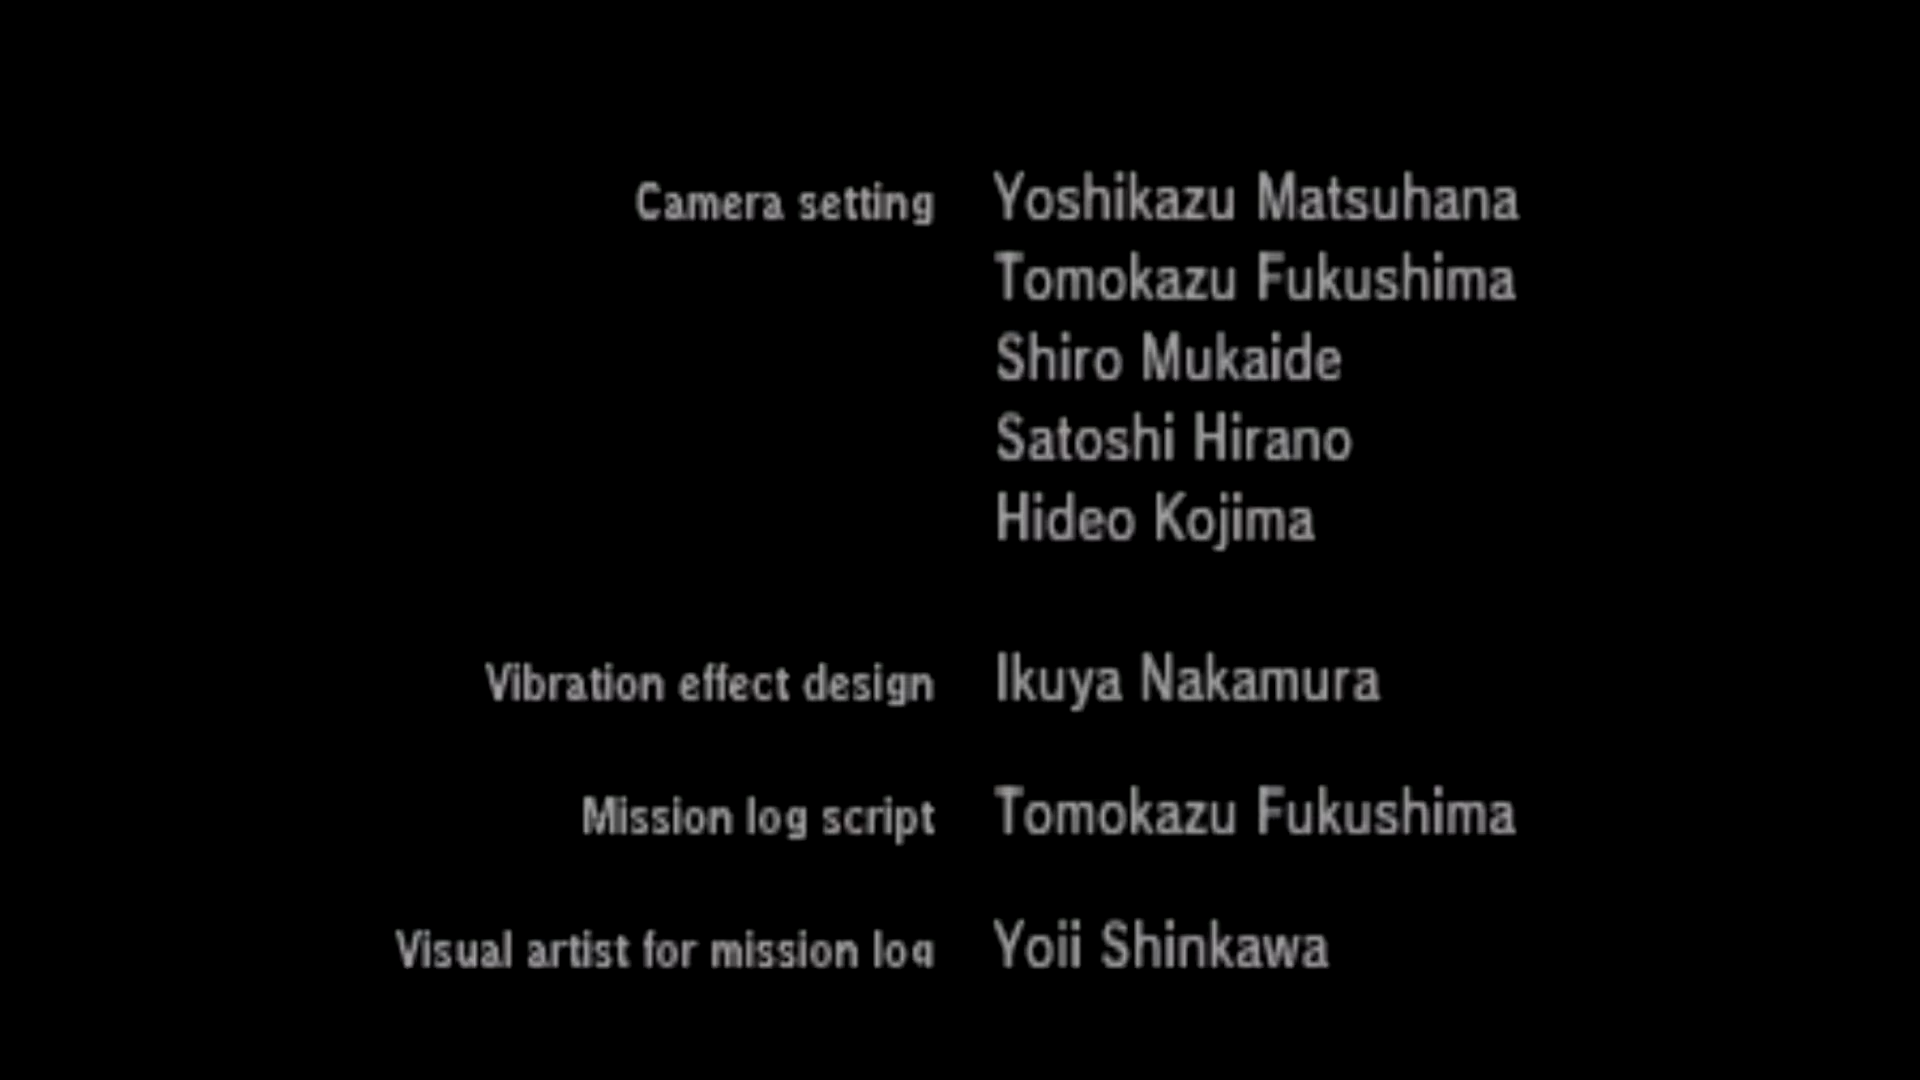 Camera setting Yoshikazu Matsuhana
Tomokazu Fukushima
Shiro Mukaide
Satoshi Hirano
Hideo Kojima
Vibration effect design Ikuya Nakamura
Mission log script Tomokazu Fukushima
Visual artist for mission log Yoji Shinkawa